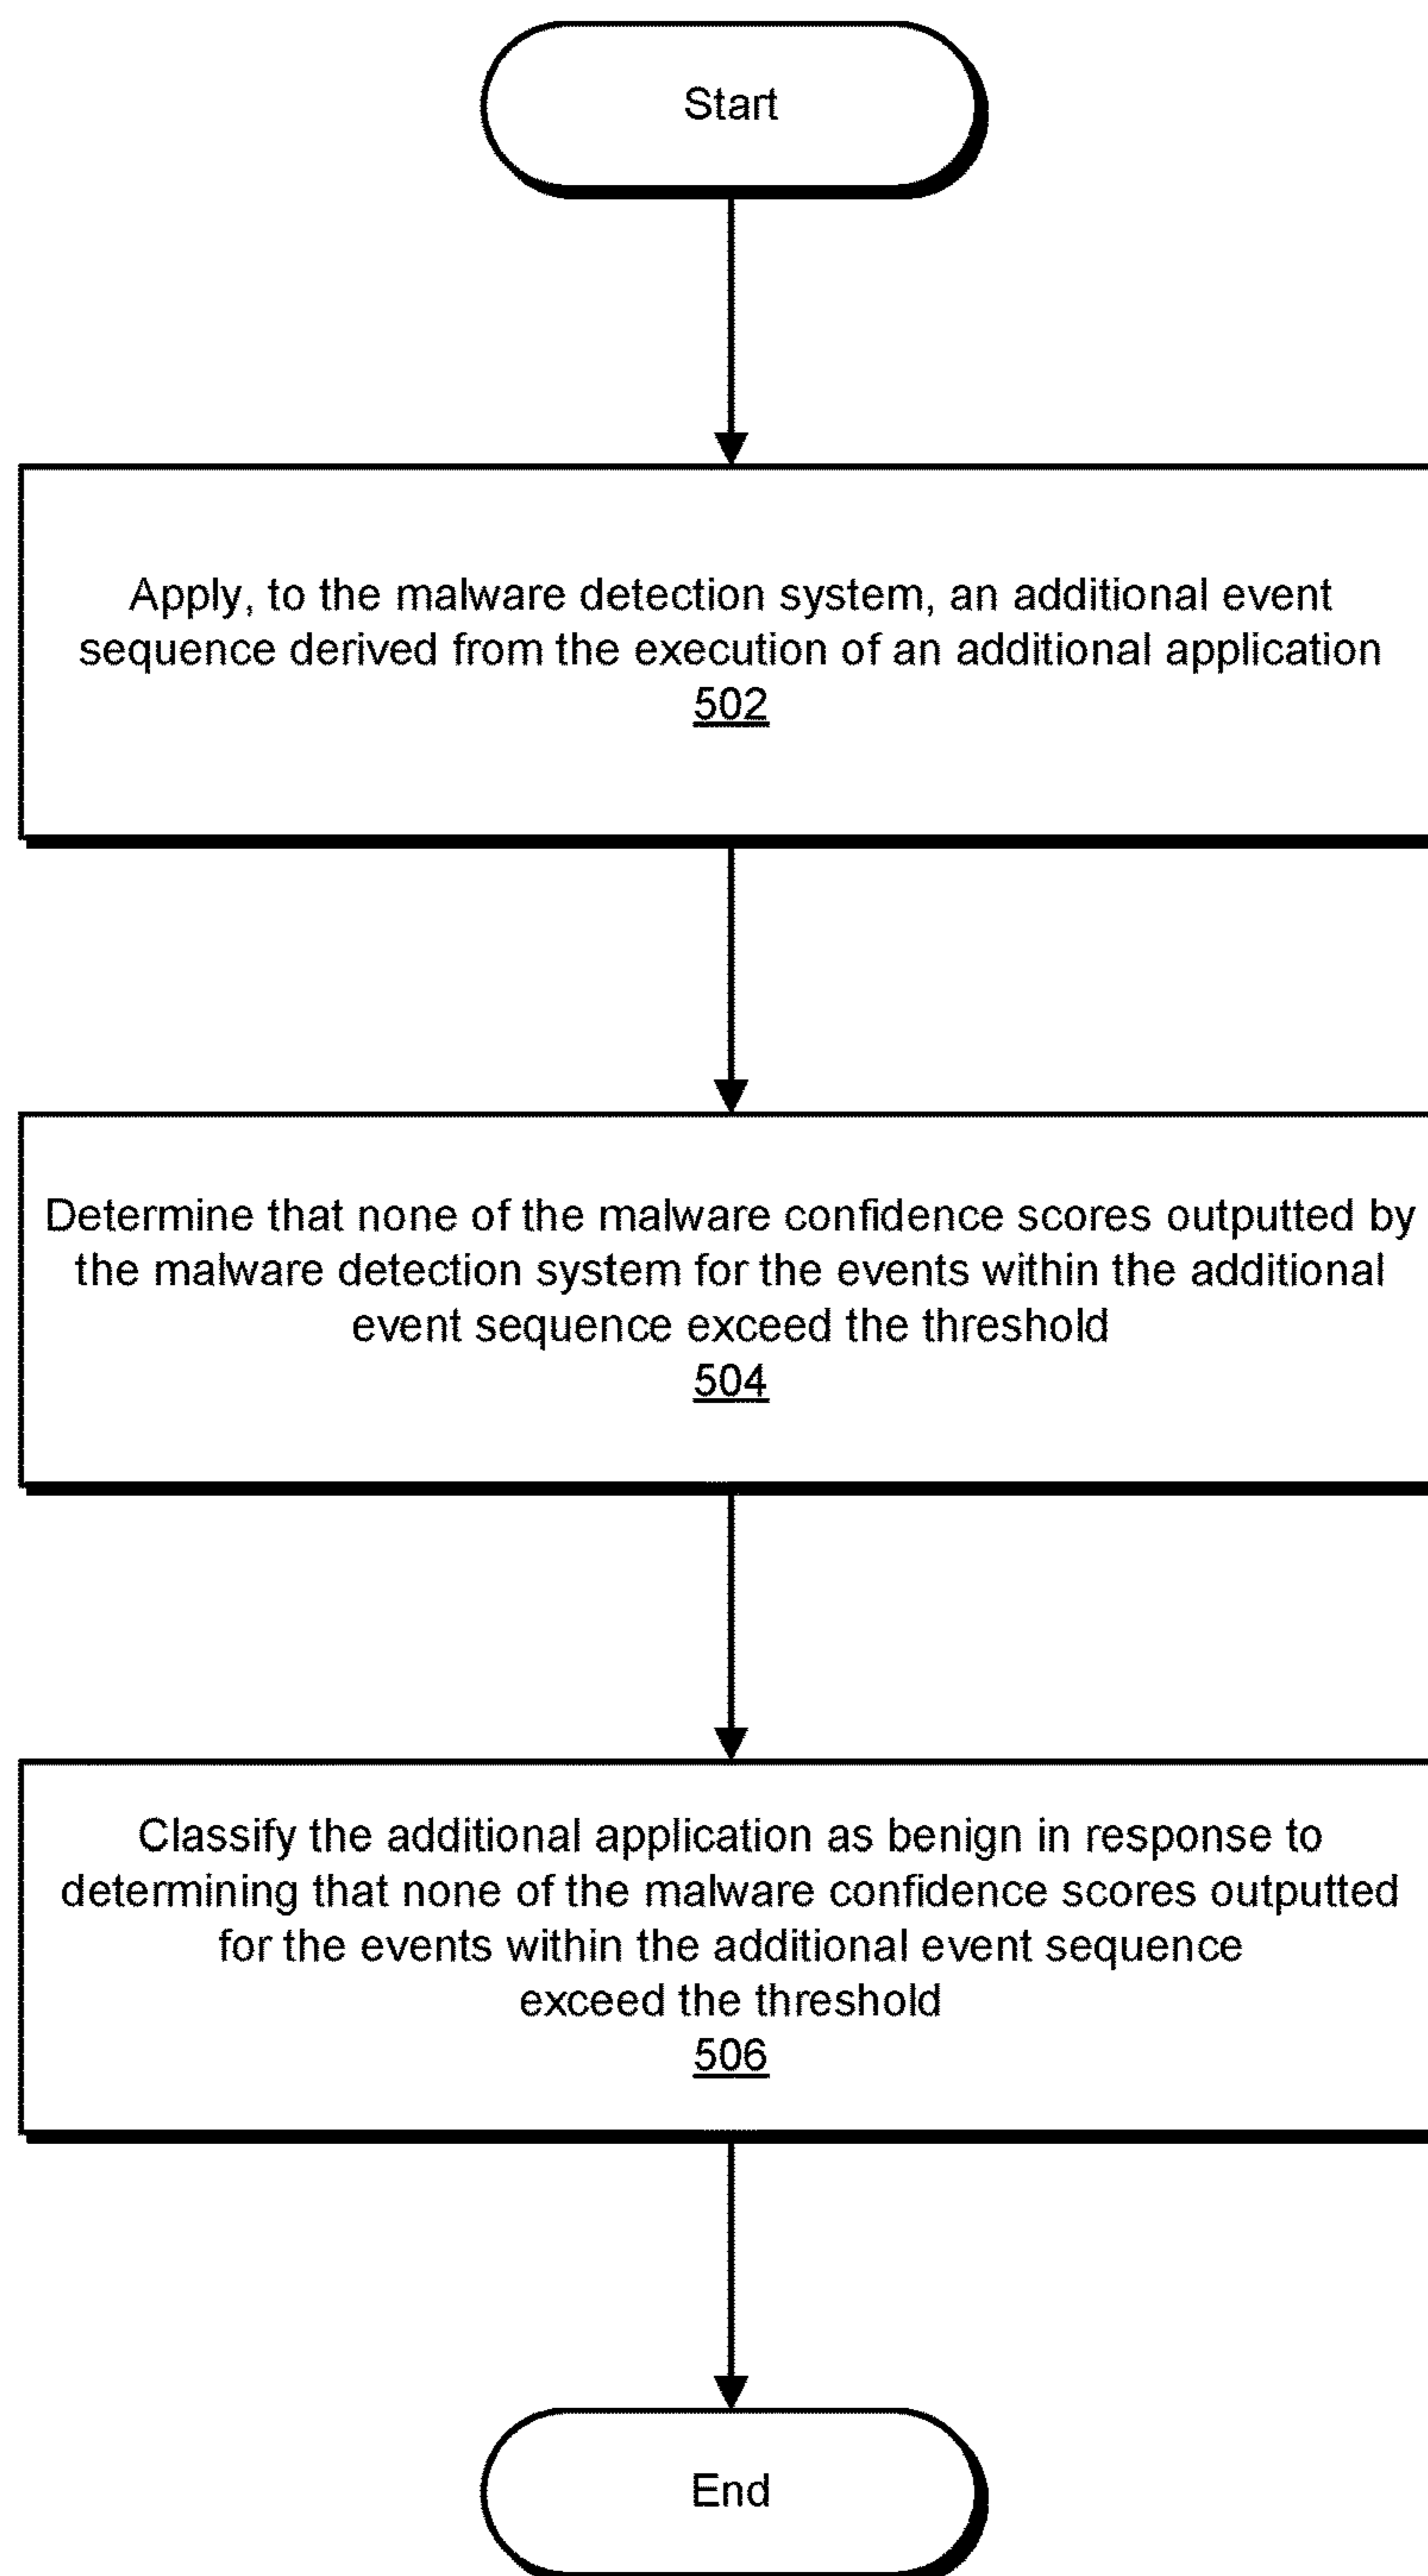 Start
Apply, to the malware detection system, an additional event
sequence derived from the execution of an additional application
502
Determine that none of the malware confidence scores outputted by
the malware detection system for the events within the additional
event sequence exceed the threshold
504
Classify the additional application as benign in response to
determining that none of the malware confidence scores outputted
for the events within the additional event sequence
exceed the threshold
506
End